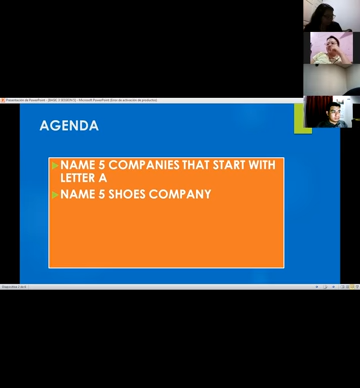 AGENDA
NAME 5 COMPANIES THAT START WITH
LETTER A
NAME 5 SHOES COMPANY